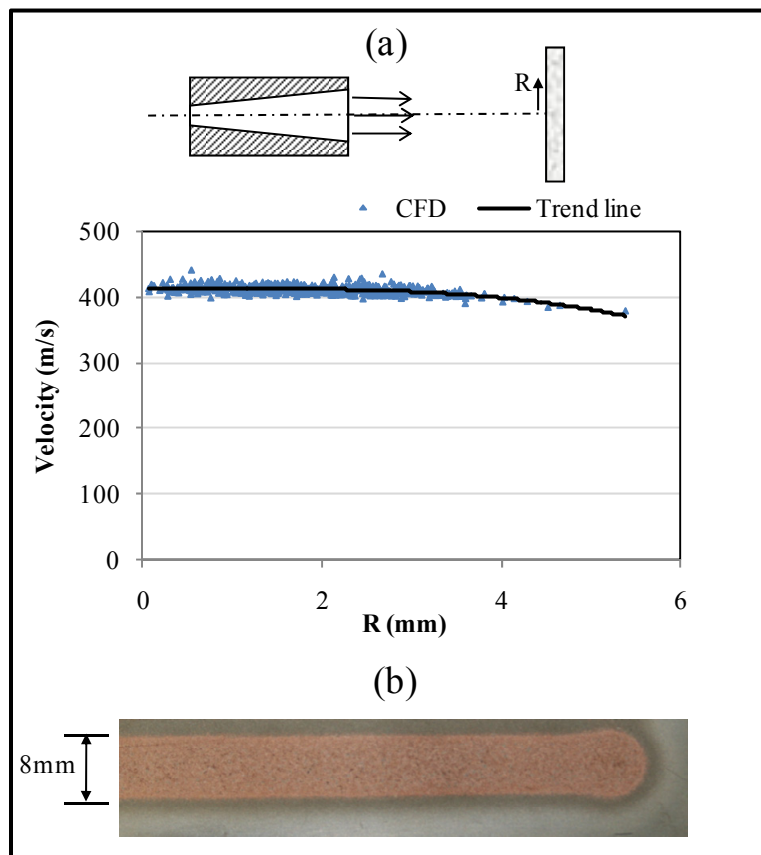 (a)
R
CFD
Trend line
500
400
300
200
100
0
Velocity (m/s)
0 2 4 6
R (mm)
(b)
8mm